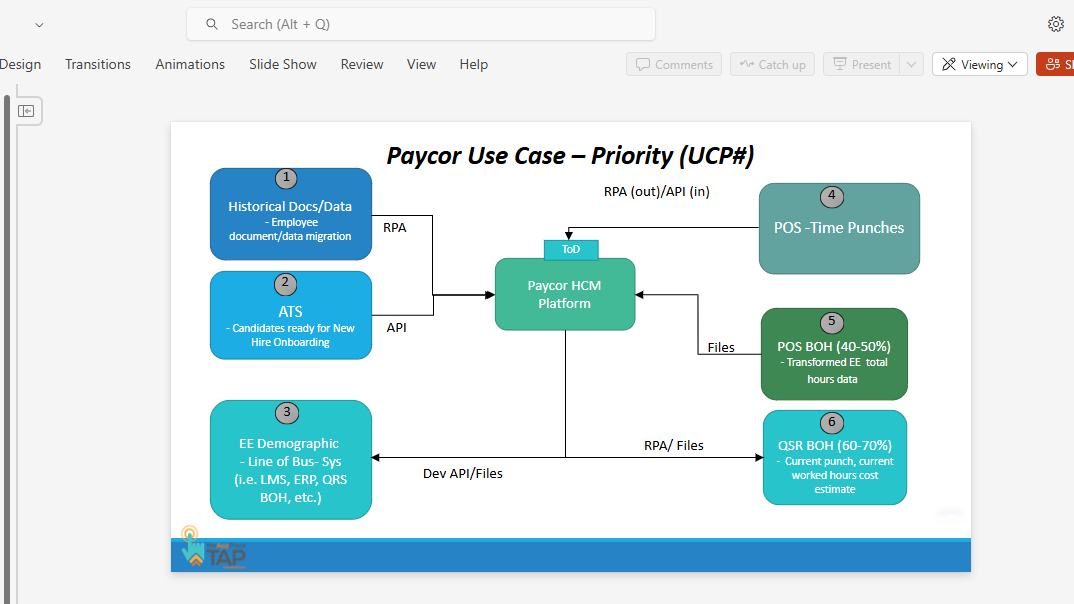 Search (Alt + Q)
Design Transitions Animations Slide Show Review View Help Comments Catch up Present Viewing
Paycor Use Case – Priority (UCP#)
1
Historical Docs/Data
- Employee
document/data migration
RPA
2
ATS
- Candidates ready for New
Hire Onboarding
API
3
EE Demographic
- Line of Bus- Sys
(i.e. LMS, ERP, QRS
BOH, etc.)
Dev API/Files
RPA (out)/API (in)
ToD
Paycor HCM
Platform
4
POS -Time Punches
5
POS BOH (40-50%)
- Transformed EE total
hours data
Files
6
QSR BOH (60-70%)
- Current punch, current
worked hours cost
estimate
RPA/ Files
TAP